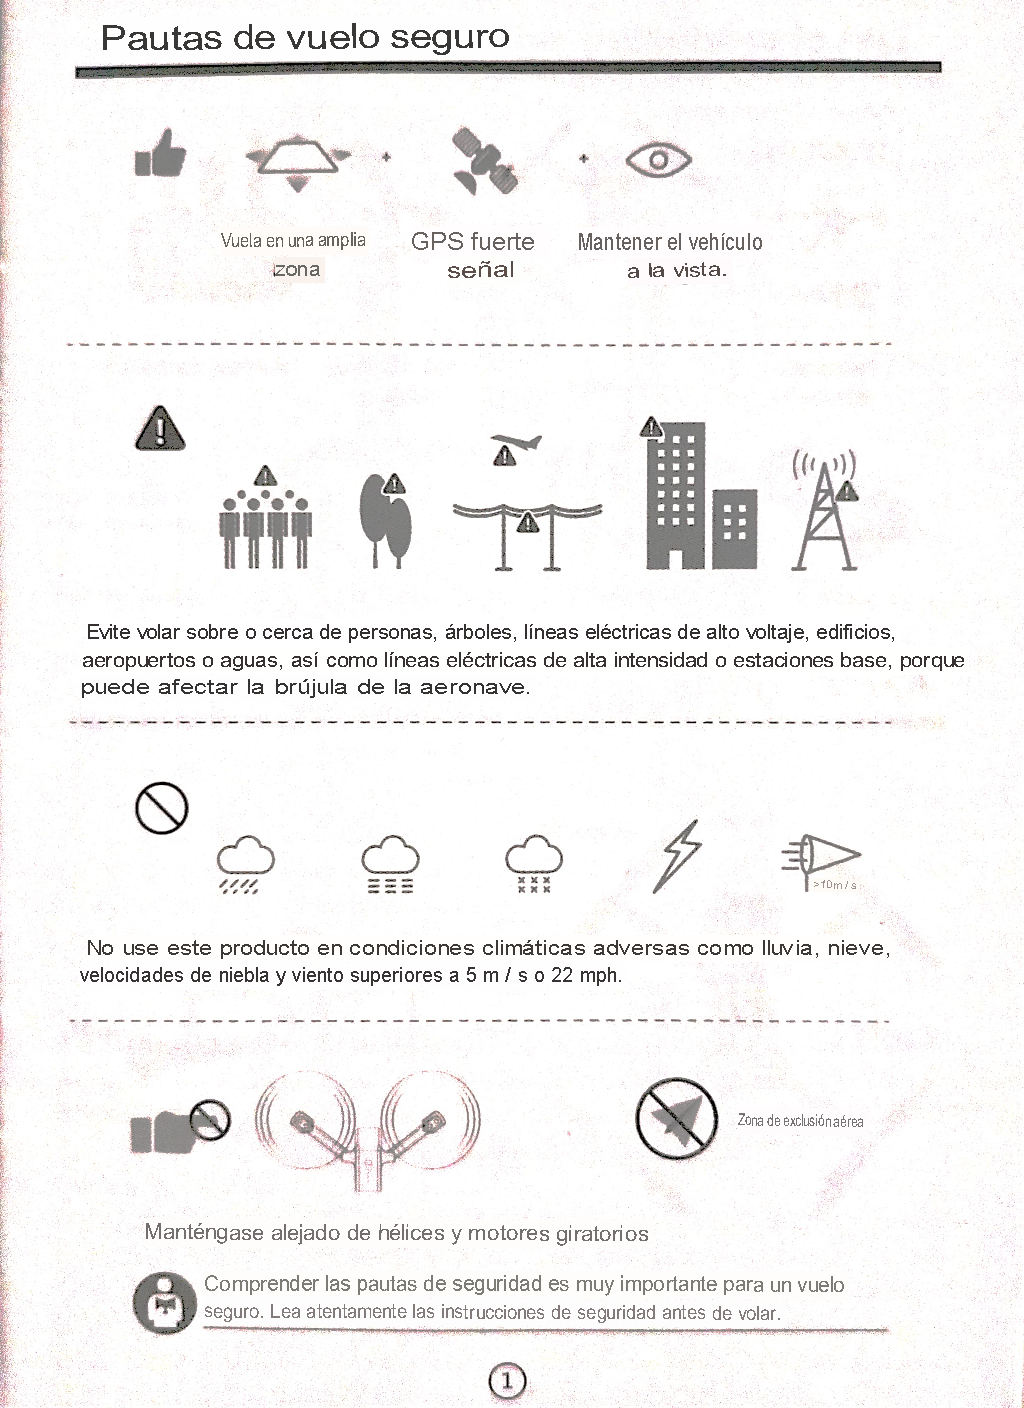 Pautas de vuelo seguro
Vuela en una amplia
zona
GPS fuerte
señal
Mantener el vehículo
a la vista.
Evite volar sobre o cerca de personas, árboles, líneas eléctricas de alto voltaje, edificios,
aeropuertos o aguas, así como líneas eléctricas de alta intensidad o estaciones base, porque
puede afectar la brújula de la aeronave.
>10m/s
No use este producto en condiciones climáticas adversas como lluvia, nieve,
velocidades de niebla y viento superiores a 5 m / s o 22 mph.
Zona de exclusión aérea
Manténgase alejado de hélices y motores giratorios
Comprender las pautas de seguridad es muy importante para un vuelo
seguro. Lea atentamente las instrucciones de seguridad antes de volar.
1